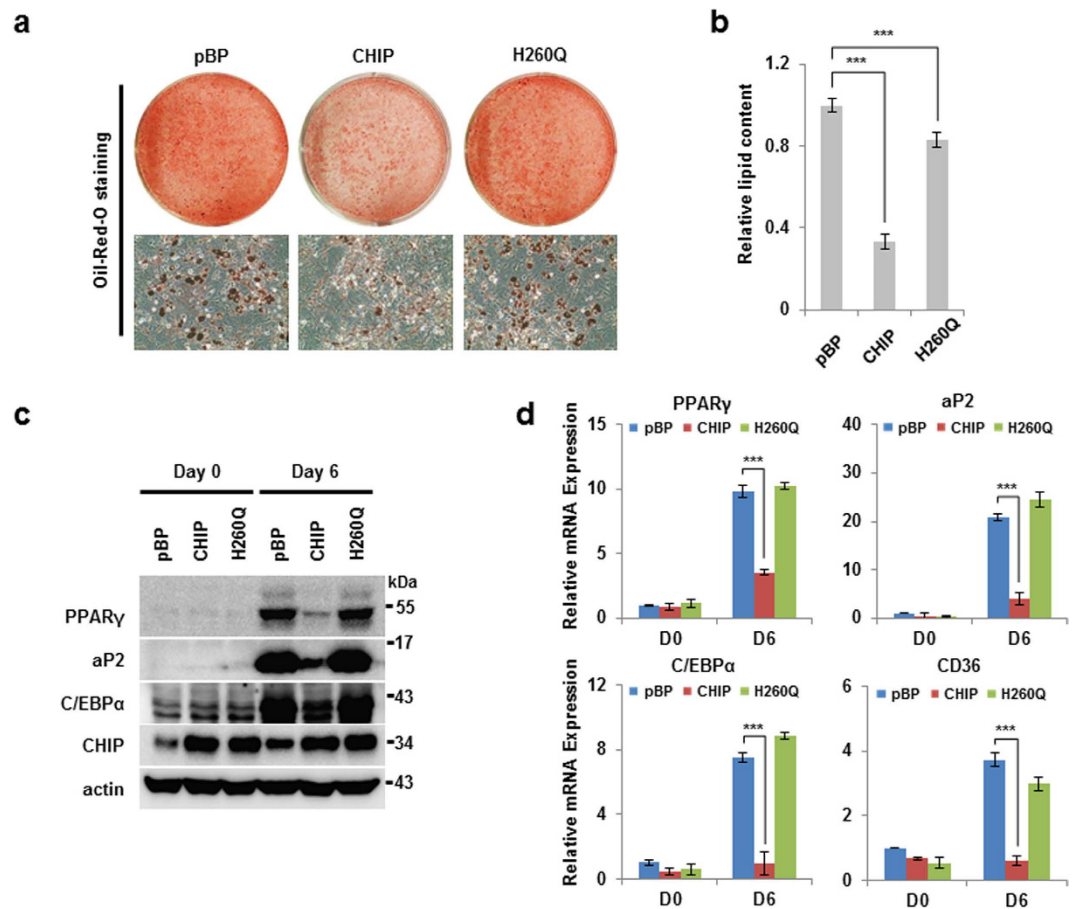 a
pBP CHIP H260Q
Oil-Red-O staining
b
*** 
***
Relative lipid content
1.2
0.8
0.4
0
pBP CHIP H260Q
c
Day 0 Day 6
pBP CHIP H260Q pBP CHIP H260Q
kDa
PPARγ 55
aP2 17
C/EBPα 43
CHIP 34
actin 43
d
PPARγ
pBP CHIP H260Q
Relative mRNA Expression
15
10
5
0
***
D0 D6
aP2
pBP CHIP H260Q
40
30
20
10
0
***
D0 D6
C/EBPα
pBP CHIP H260Q
Relative mRNA Expression
12
8
4
0
***
D0 D6
CD36
pBP CHIP H260Q
6
4
2
0
***
D0 D6